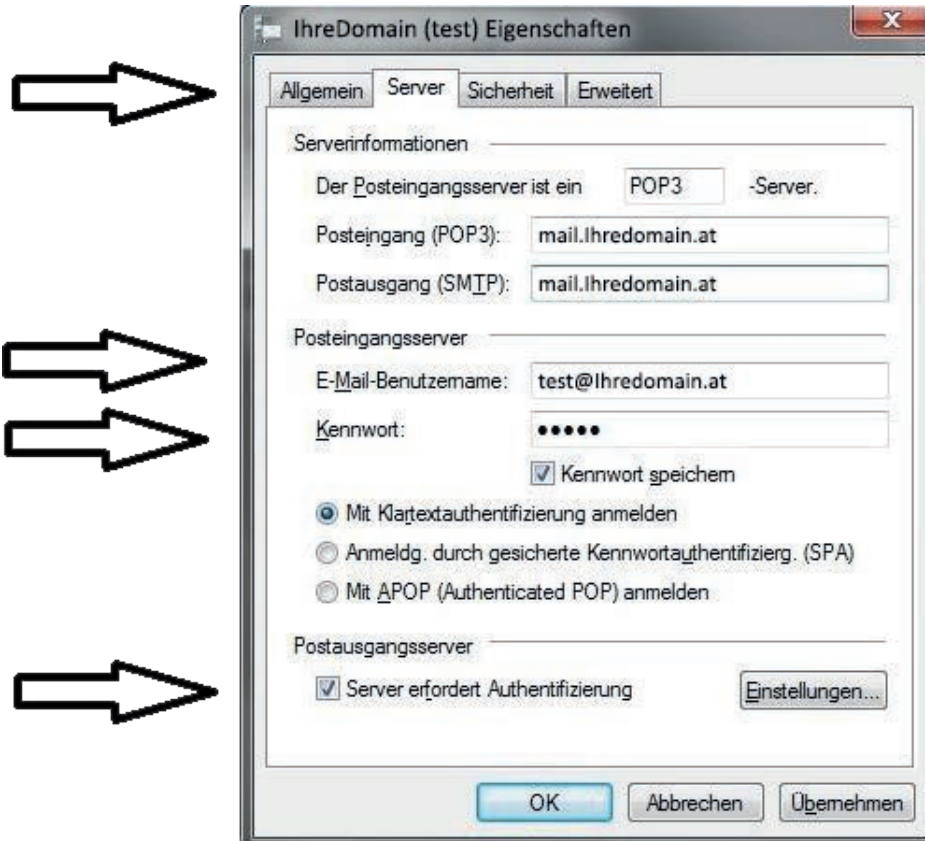 IhreDomain (test) Eigenschaften
Allgemein Server Sicherheit Erweitert
Serverinformationen
Der Posteingangsserver ist ein POP3 -Server.
Posteingang (POP3): mail.Ihredomain.at
Postausgang (SMTP): mail.Ihredomain.at
Posteingangsserver
E-Mail-Benutzername: test@Ihredomain.at
Kennwort: •••••
Kennwort speichern
Mit Klartextauthentifizierung anmelden
Anmeldg. durch gesicherte Kennwortauthentifizierg. (SPA)
Mit APOP (Authenticated POP) anmelden
Postausgangsserver
Server erfordert Authentifizierung Einstellungen...
OK Abbrechen Übernehmen